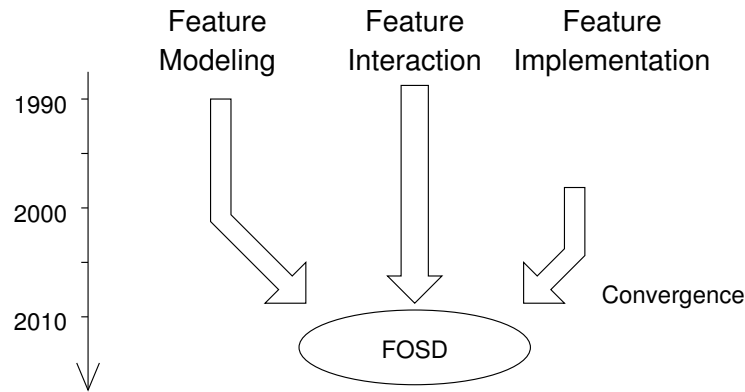 Feature
Modeling
Feature
Interaction
Feature
Implementation
1990
2000
Convergence
2010
FOSD